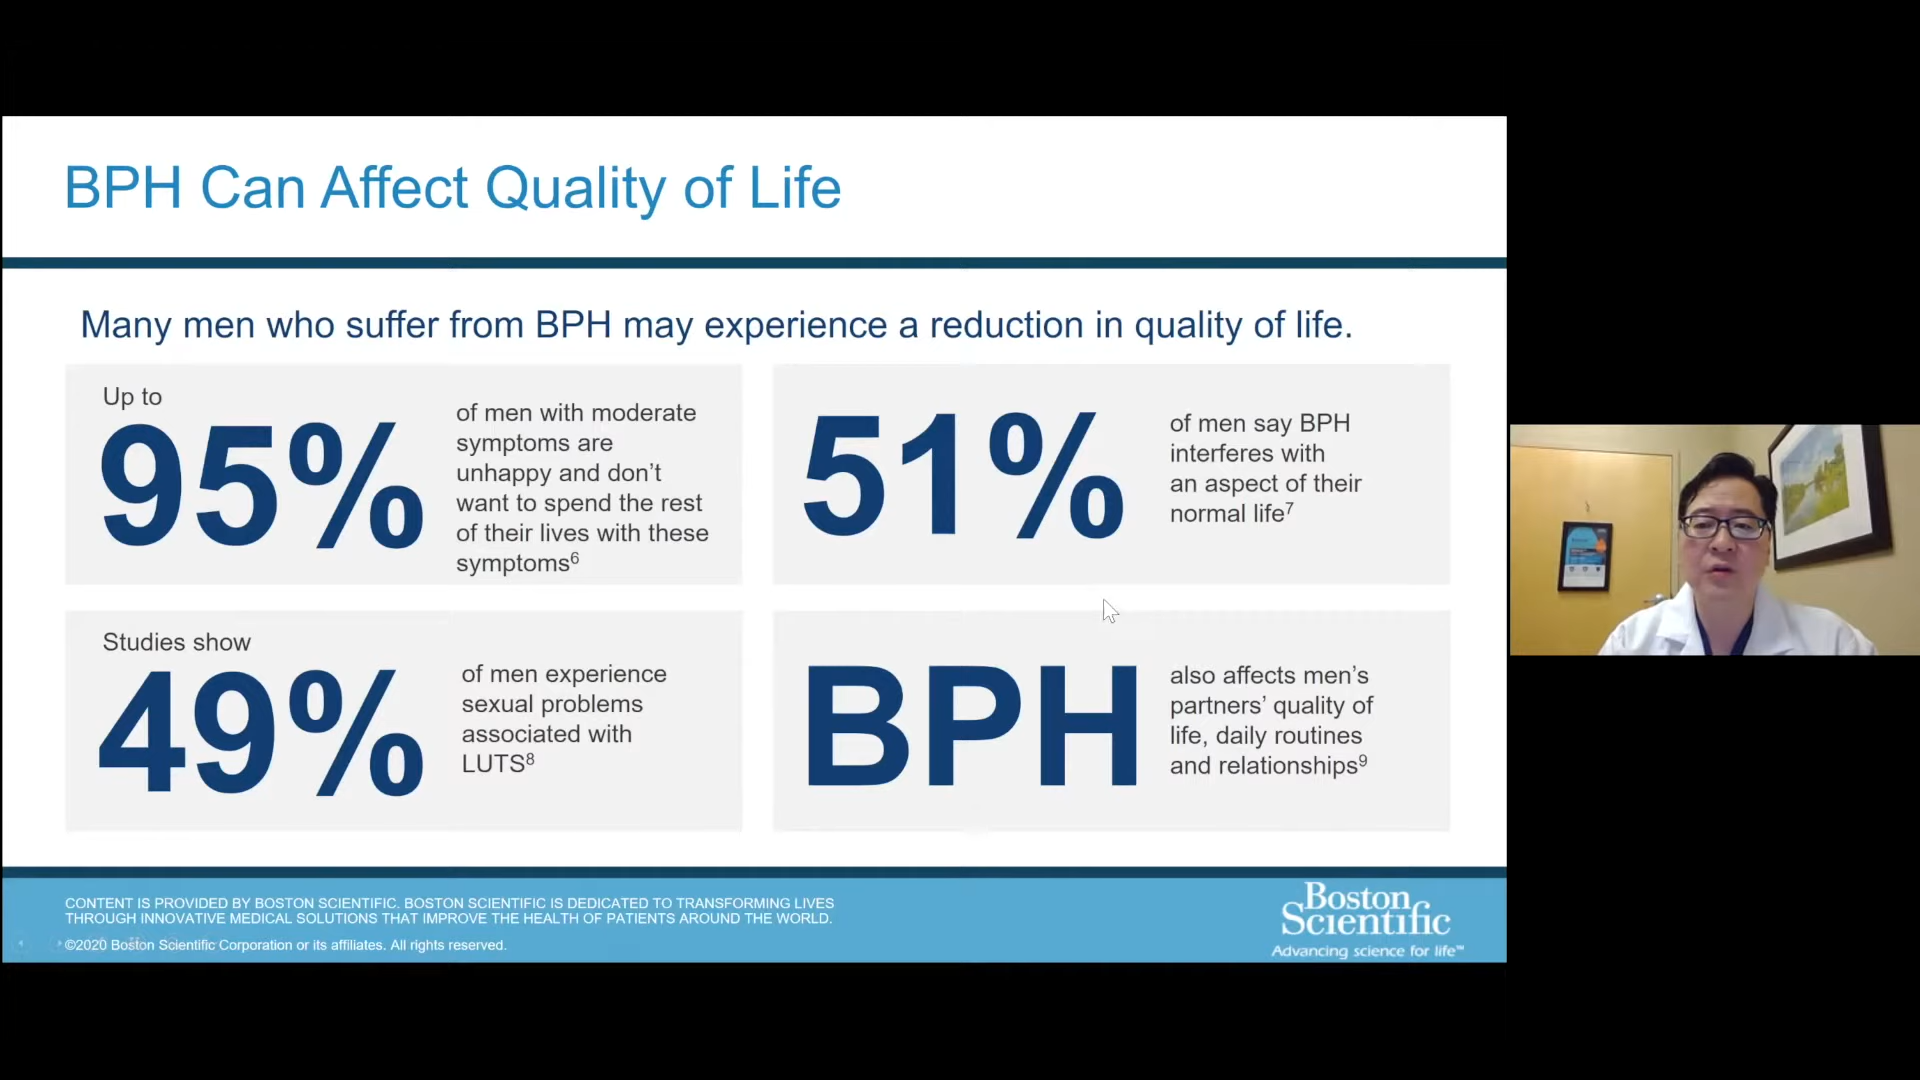 BPH Can Affect Quality of Life
Many men who suffer from BPH may experience a reduction in quality of life.
Up to
95%
of men with moderate
symptoms are
unhappy and don’t
want to spend the rest
of their lives with these
symptoms⁶
51%
of men say BPH
interferes with
an aspect of their
normal life⁷
Studies show
49%
of men experience
sexual problems
associated with
LUTS⁸
BPH
also affects men’s
partners’ quality of
life, daily routines
and relationships⁹
CONTENT IS PROVIDED BY BOSTON SCIENTIFIC. BOSTON SCIENTIFIC IS DEDICATED TO TRANSFORMING LIVES
THROUGH INNOVATIVE MEDICAL SOLUTIONS THAT IMPROVE THE HEALTH OF PATIENTS AROUND THE WORLD.
©2020 Boston Scientific Corporation or its affiliates. All rights reserved.
Boston
Scientific
Advancing science for life™